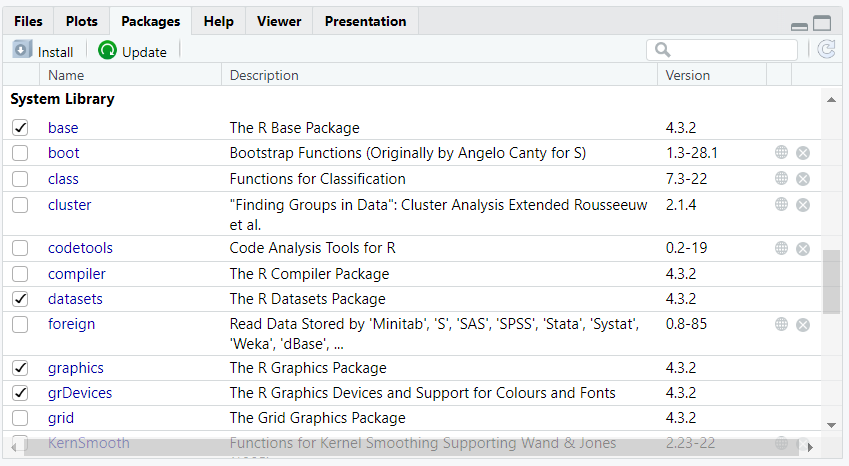 Files Plots Packages Help Viewer Presentation
Install Update
Name Description Version
System Library
base The R Base Package 4.3.2
boot Bootstrap Functions (Originally by Angelo Canty for S) 1.3-28.1
class Functions for Classification 7.3-22
cluster "Finding Groups in Data": Cluster Analysis Extended Rousseeuw 2.1.4
et al.
codetools Code Analysis Tools for R 0.2-19
compiler The R Compiler Package 4.3.2
datasets The R Datasets Package 4.3.2
foreign Read Data Stored by 'Minitab', 'S', 'SAS', 'SPSS', 'Stata', 'Systat', 0.8-85
'Weka', 'dBase', ...
graphics The R Graphics Package 4.3.2
grDevices The R Graphics Devices and Support for Colours and Fonts 4.3.2
grid The Grid Graphics Package 4.3.2
KernSmooth Functions for Kernel Smoothing Supporting Wand & Jones 2.23-22